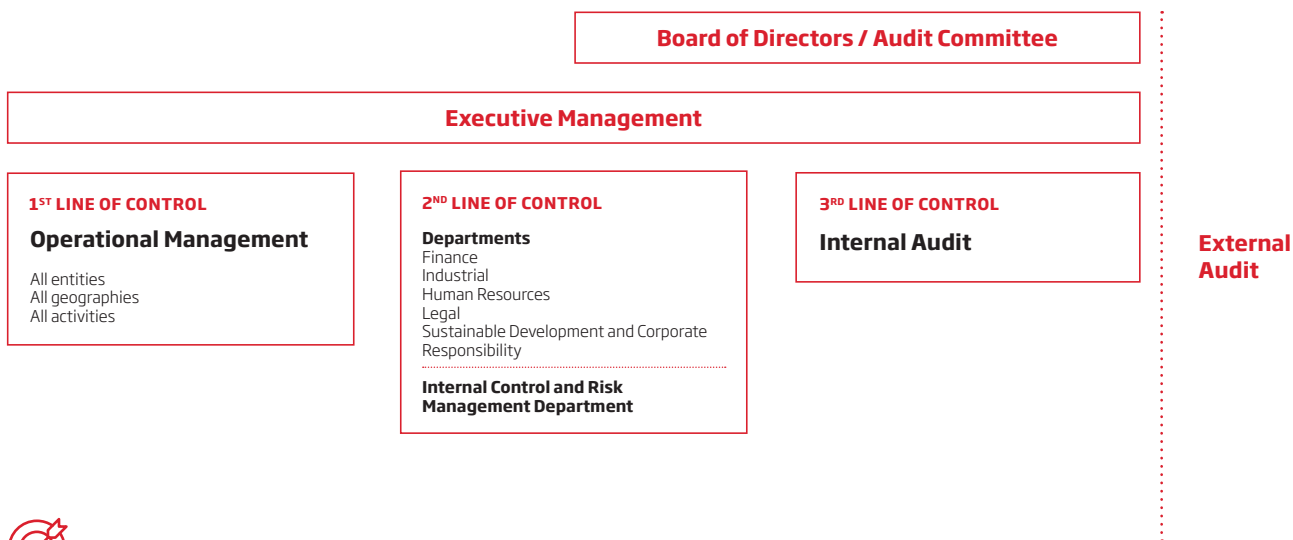 Board of Directors / Audit Committee
Executive Management
1ST LINE OF CONTROL
Operational Management
All entities
All geographies
All activities
2ND LINE OF CONTROL
Departments
Finance
Industrial
Human Resources
Legal
Sustainable Development and Corporate
Responsibility
Internal Control and Risk
Management Department
3RD LINE OF CONTROL
Internal Audit
External
Audit